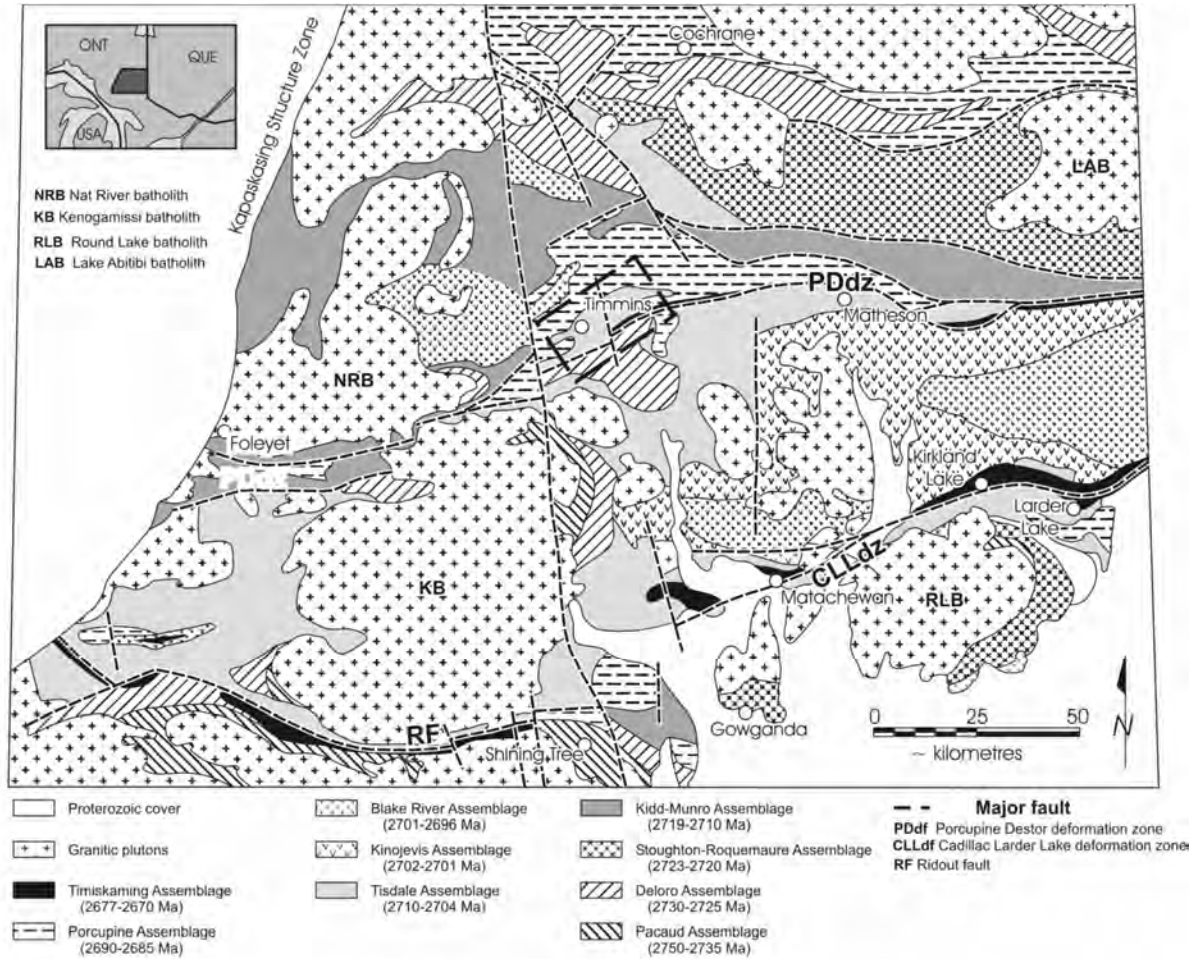 ONT
QUE
USA
NRB Nat River batholith
KB Kenogamissi batholith
RLB Round Lake batholith
LAB Lake Abitibi batholith
Kapaskasing Structure Zone
Cochrane
LAB
Timmins
PDdz
Matheson
NRB
Foleyet
Kirkland
Lake
Larder
Lake
CLLdz
Matachewan
KB
RLB
RF
Shining Tree
Gowganda
0 25 50
~ kilometres
N
Proterozoic cover
Granitic plutons
Timiskaming Assemblage
(2677-2670 Ma)
Porcupine Assemblage
(2690-2685 Ma)
Blake River Assemblage
(2701-2696 Ma)
Kinojevis Assemblage
(2702-2701 Ma)
Tisdale Assemblage
(2710-2704 Ma)
Kidd-Munro Assemblage
(2719-2710 Ma)
Stoughton-Roquemaure Assemblage
(2723-2720 Ma)
Deloro Assemblage
(2730-2725 Ma)
Pacaud Assemblage
(2750-2735 Ma)
Major fault
PDdf Porcupine Destor deformation zone
CLLdf Cadillac Larder Lake deformation zone
RF Ridout fault